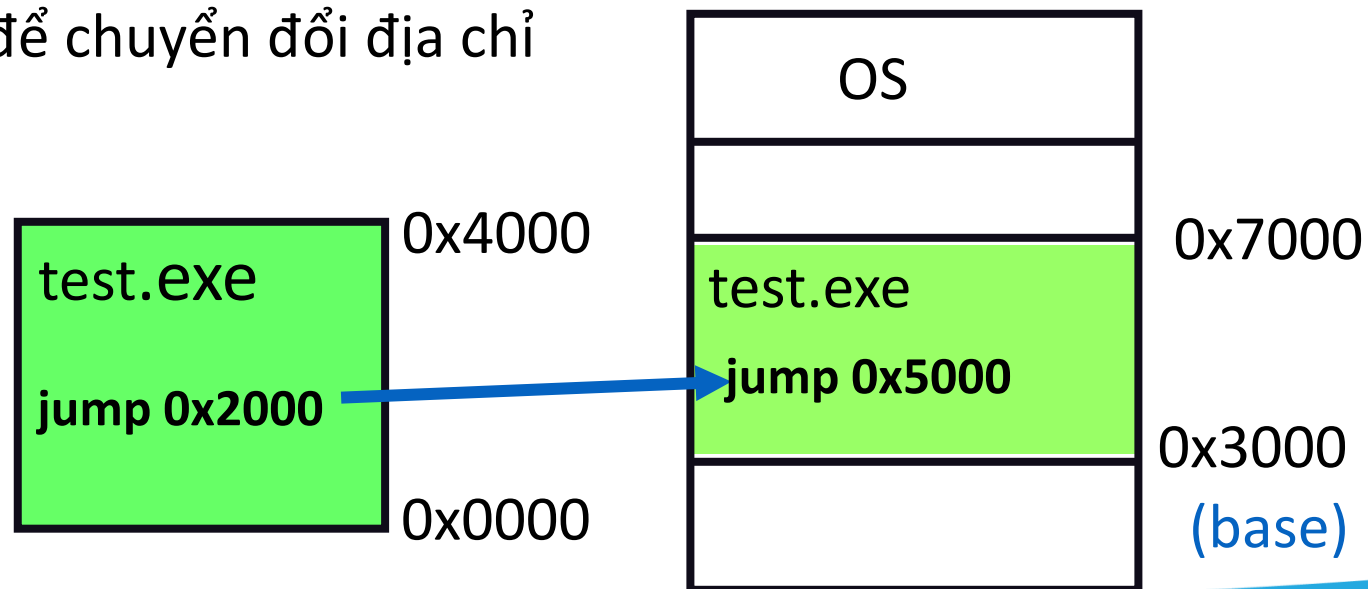 để chuyển đổi địa chỉ
OS
0x4000
0x7000
test.exe
test.exe
jump 0x5000
jump 0x2000
0x3000
0x0000
(base)